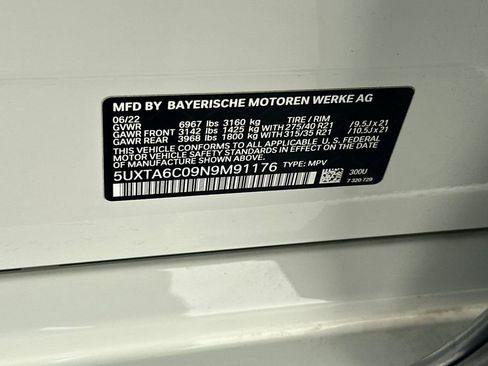 MFD BY BAYERISCHE MOTOREN WERKE AG
06/22
GVWR 6967 lbs 3160 kg TIRE / RIM
GAWR FRONT 3142 lbs 1425 kg WITH 275/40 R21 / 9.5J x 21
GAWR REAR 3968 lbs 1800 kg WITH 315/35 R21 / 10.5J x 21
THIS VEHICLE CONFORMS TO ALL APPLICABLE U.S. FEDERAL
MOTOR VEHICLE SAFETY STANDARDS IN EFFECT ON THE DATE
OF MANUFACTURE SHOWN ABOVE.
5UXTA6C09N9M91176 TYPE: MPV
300U
7 320 729